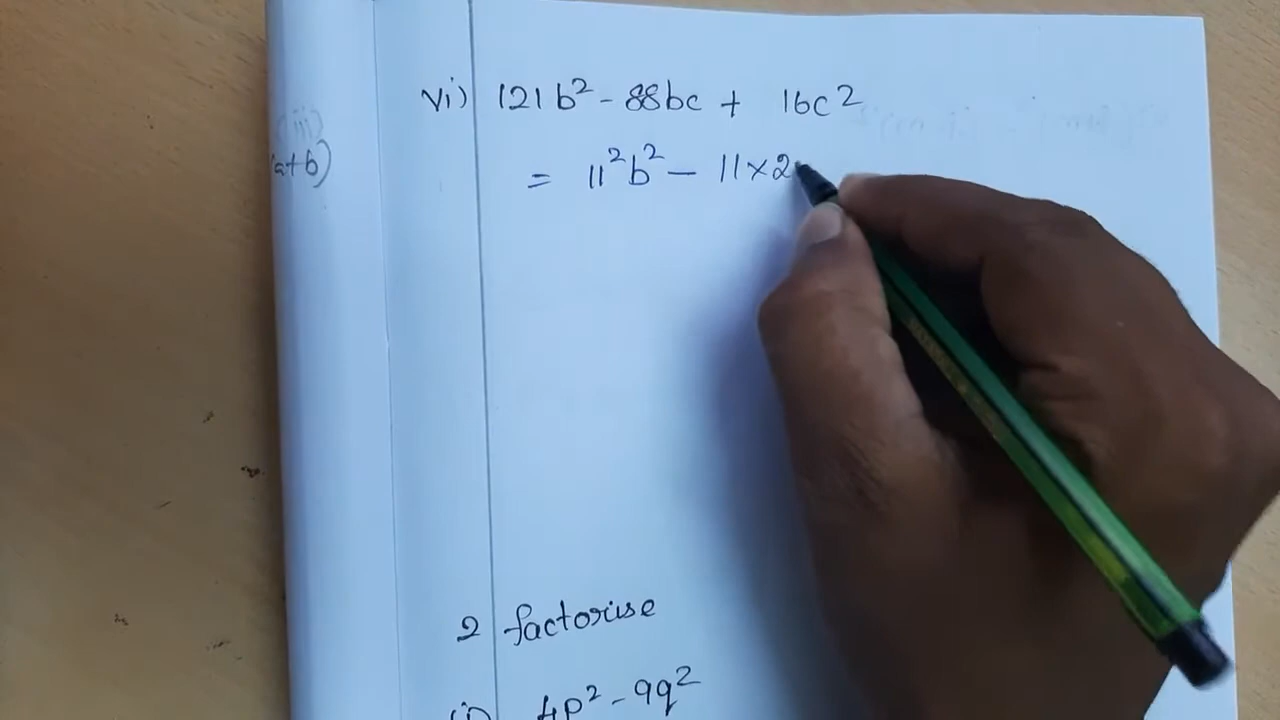 vi) 121b² - 88bc + 16c²
a+b)
= 11²b² - 11×2
2 factorise
(i) 4p² - 9q²